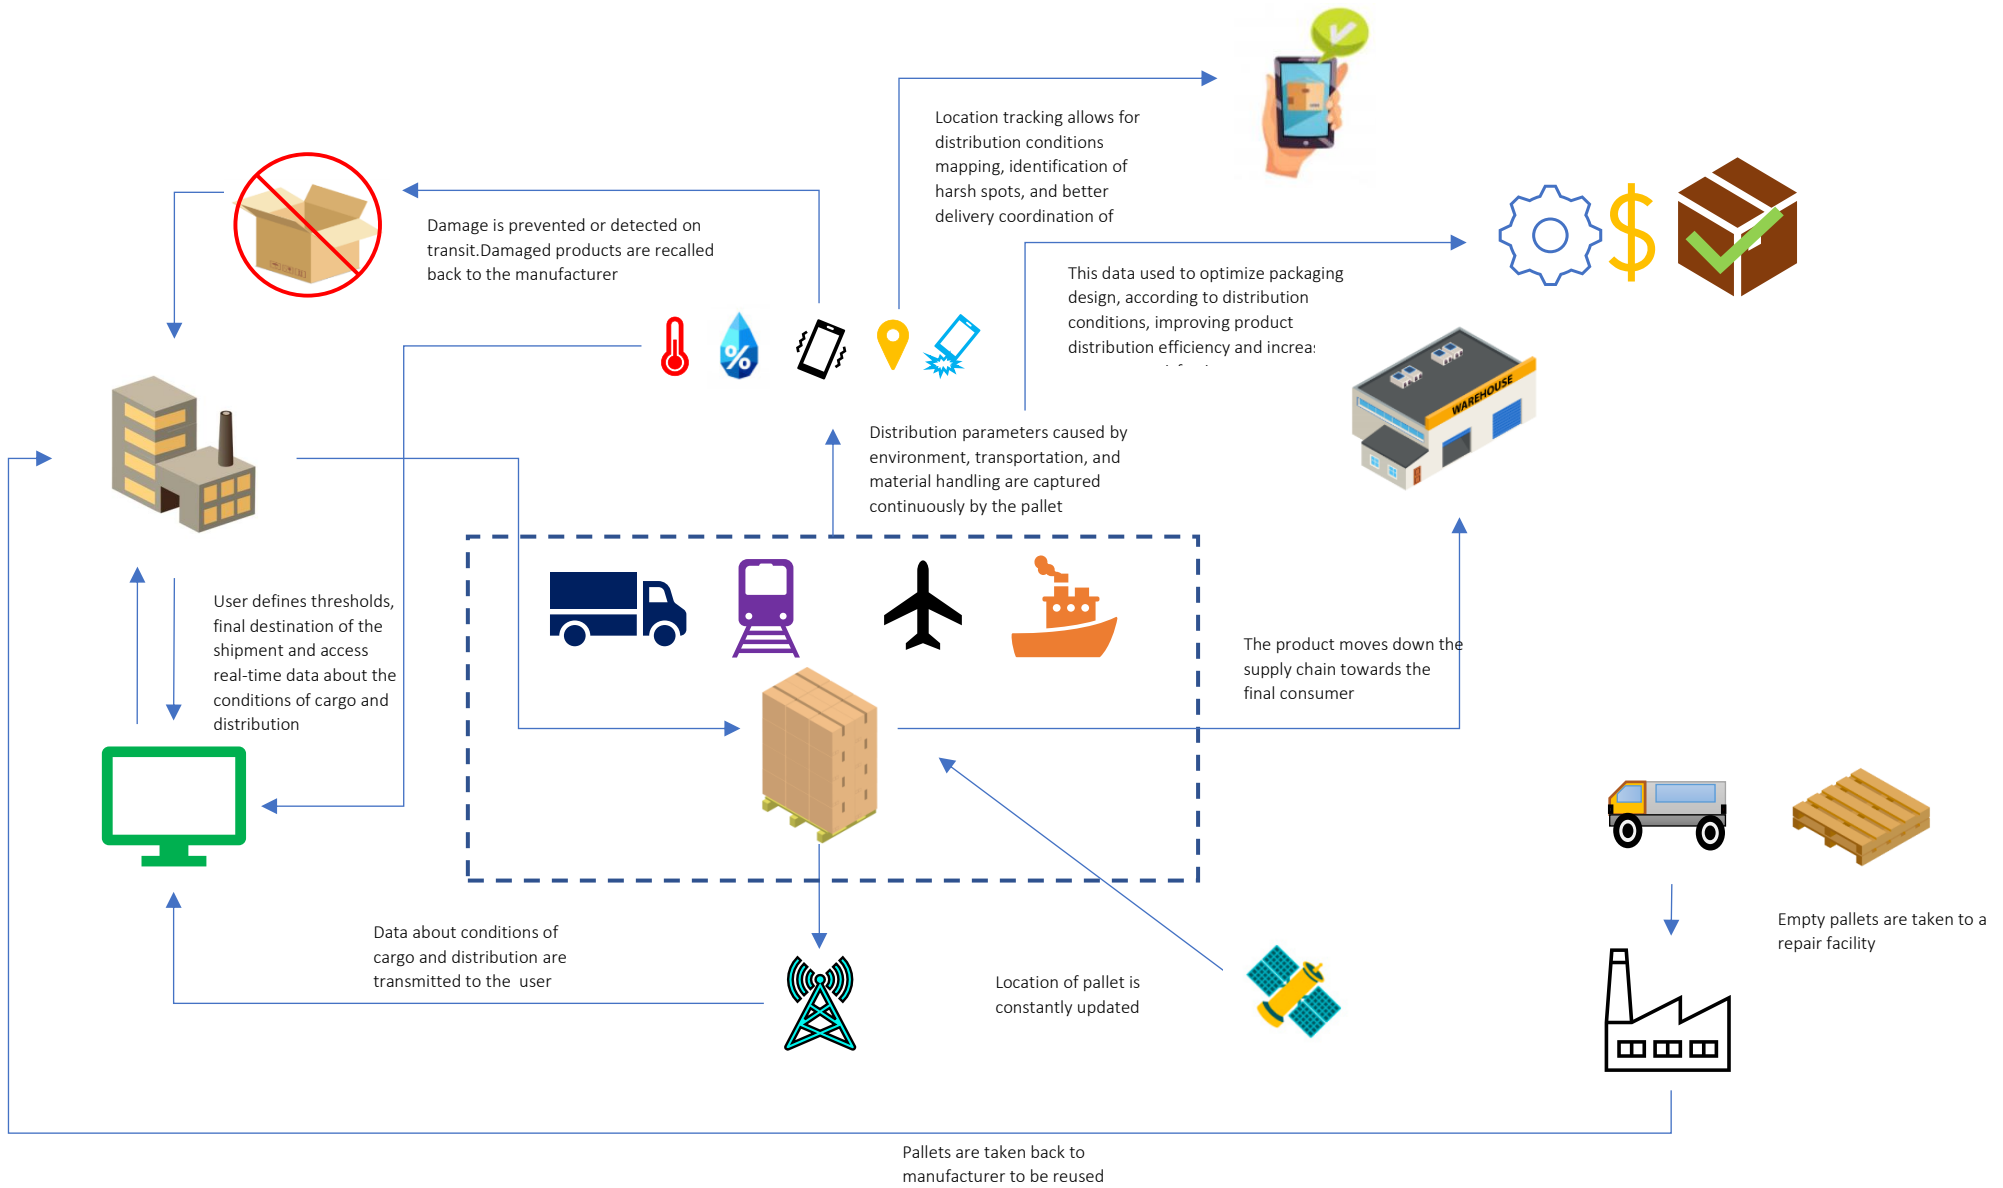 Location tracking allows for
distribution conditions
mapping, identification of
harsh spots, and better
delivery coordination of
Damage is prevented or detected on
transit.Damaged products are recalled
back to the manufacturer
This data used to optimize packaging
design, according to distribution
conditions, improving product
distribution efficiency and
%
WAREHOUSE
Distribution parameters caused by
environment, transportation, and
material handling are captured
continuously by the pallet
User defines thresholds,
final destination of the
shipment and access
real-time data about the
conditions of cargo and
distribution
The product moves down the
supply chain towards the
final consumer
Empty pallets are taken to a
repair facility
Data about conditions of
cargo and distribution are
transmitted to the user
Location of pallet is
constantly updated
Pallets are taken back to
manufacturer to be reused